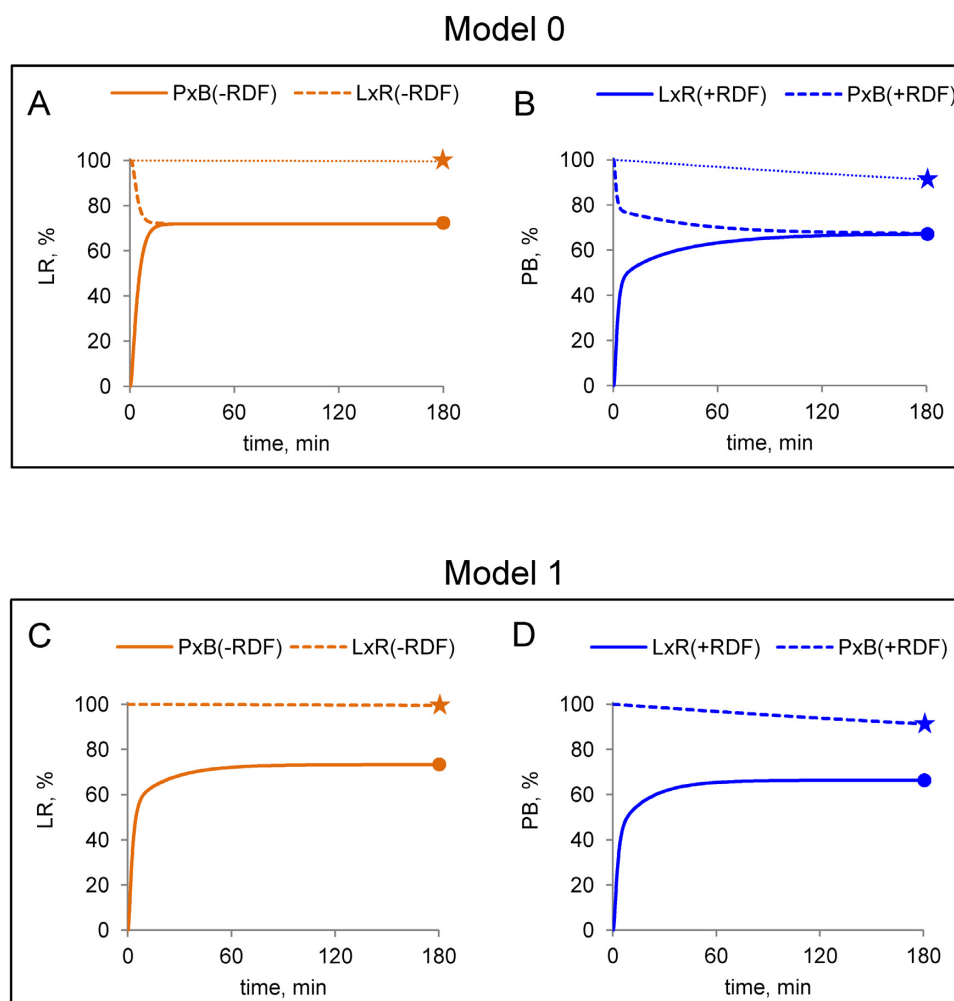 Model 0
A
PxB(-RDF) LxR(-RDF)
LR, %
100
80
60
40
20
0
0 60 120 180
time, min
B
LxR(+RDF) PxB(+RDF)
PB, %
100
80
60
40
20
0
0 60 120 180
time, min
Model 1
C
PxB(-RDF) LxR(-RDF)
LR, %
100
80
60
40
20
0
0 60 120 180
time, min
D
LxR(+RDF) PxB(+RDF)
PB, %
100
80
60
40
20
0
0 60 120 180
time, min